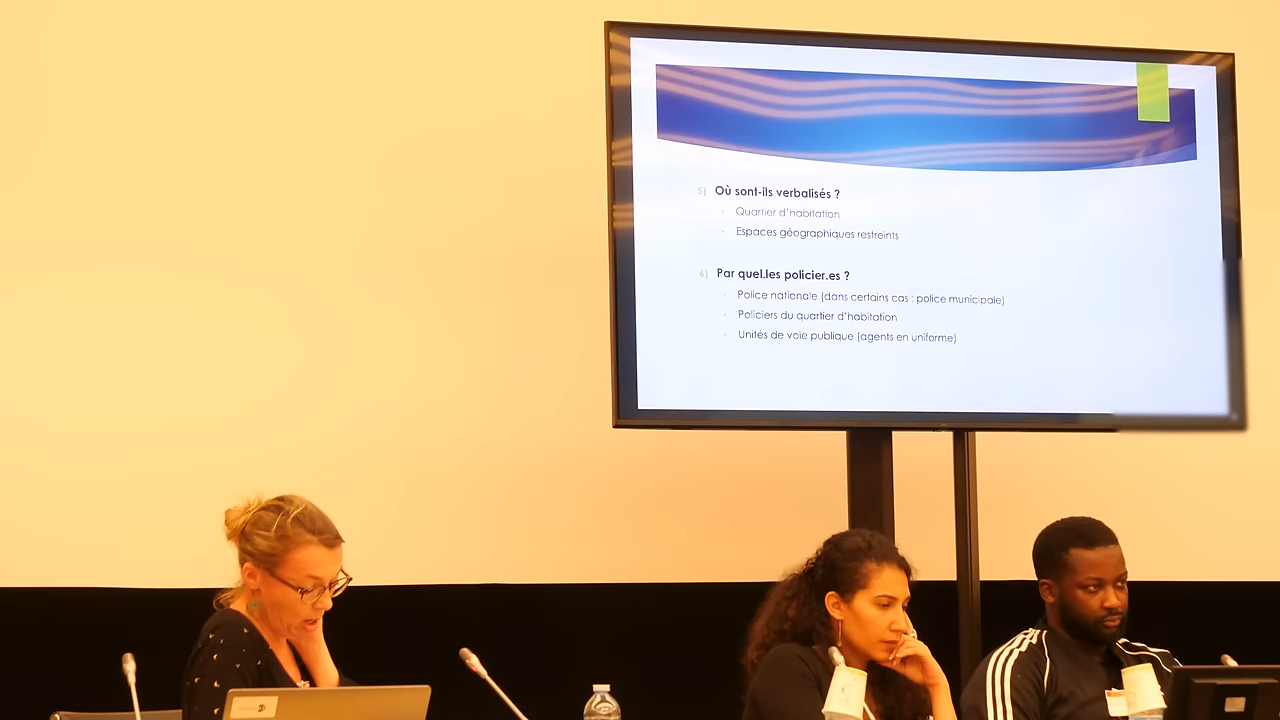 5) Où sont-ils verbalisés ?
Quartier d'habitation
Espaces géographiques restreints
6) Par quel.les policier.es ?
Police nationale (dans certains cas : police municipale)
Policiers du quartier d'habitation
Unités de voie publique (agents en uniforme)